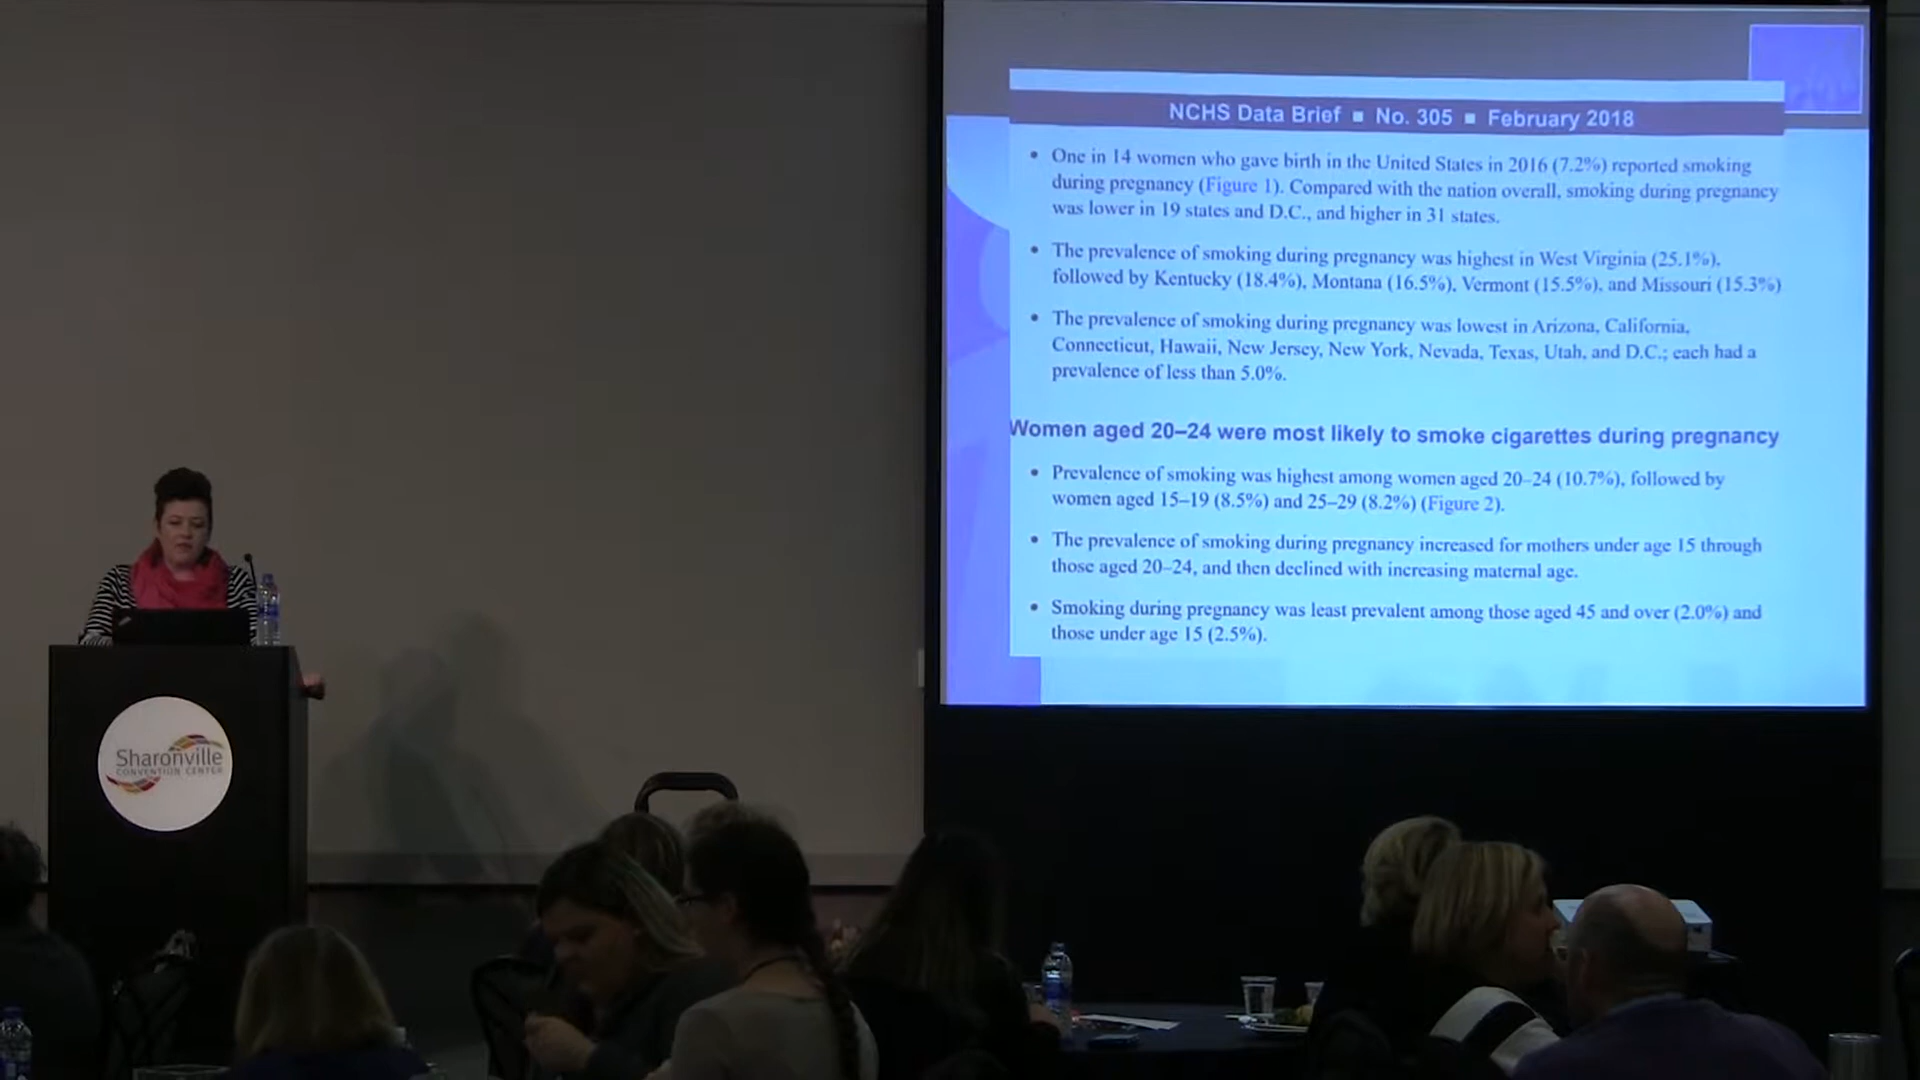 NCHS Data Brief ■ No. 305 ■ February 2018
• One in 14 women who gave birth in the United States in 2016 (7.2%) reported smoking
during pregnancy (Figure 1). Compared with the nation overall, smoking during pregnancy
was lower in 19 states and D.C., and higher in 31 states.
• The prevalence of smoking during pregnancy was highest in West Virginia (25.1%),
followed by Kentucky (18.4%), Montana (16.5%), Vermont (15.5%), and Missouri (15.3%)
• The prevalence of smoking during pregnancy was lowest in Arizona, California,
Connecticut, Hawaii, New Jersey, New York, Nevada, Texas, Utah, and D.C.; each had a
prevalence of less than 5.0%.
Women aged 20–24 were most likely to smoke cigarettes during pregnancy
• Prevalence of smoking was highest among women aged 20–24 (10.7%), followed by
women aged 15–19 (8.5%) and 25–29 (8.2%) (Figure 2).
• The prevalence of smoking during pregnancy increased for mothers under age 15 through
those aged 20–24, and then declined with increasing maternal age.
• Smoking during pregnancy was least prevalent among those aged 45 and over (2.0%) and
those under age 15 (2.5%).
Sharonville
CONVENTION CENTER